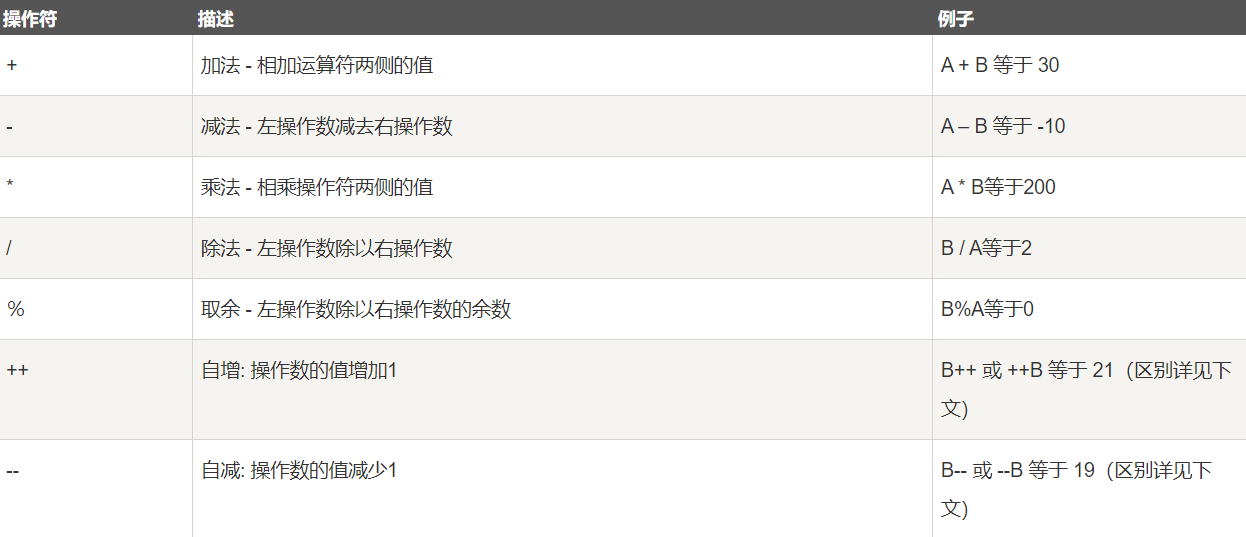 操作符 描述 例子
+ 加法 - 相加运算符两侧的值 A + B 等于 30
- 减法 - 左操作数减去右操作数 A – B 等于 -10
* 乘法 - 相乘操作符两侧的值 A * B等于200
/ 除法 - 左操作数除以右操作数 B / A等于2
% 取余 - 左操作数除以右操作数的余数 B%A等于0
++ 自增: 操作数的值增加1 B++ 或 ++B 等于 21（区别详见下
文）
-- 自减: 操作数的值减少1 B-- 或 --B 等于 19（区别详见下
文）